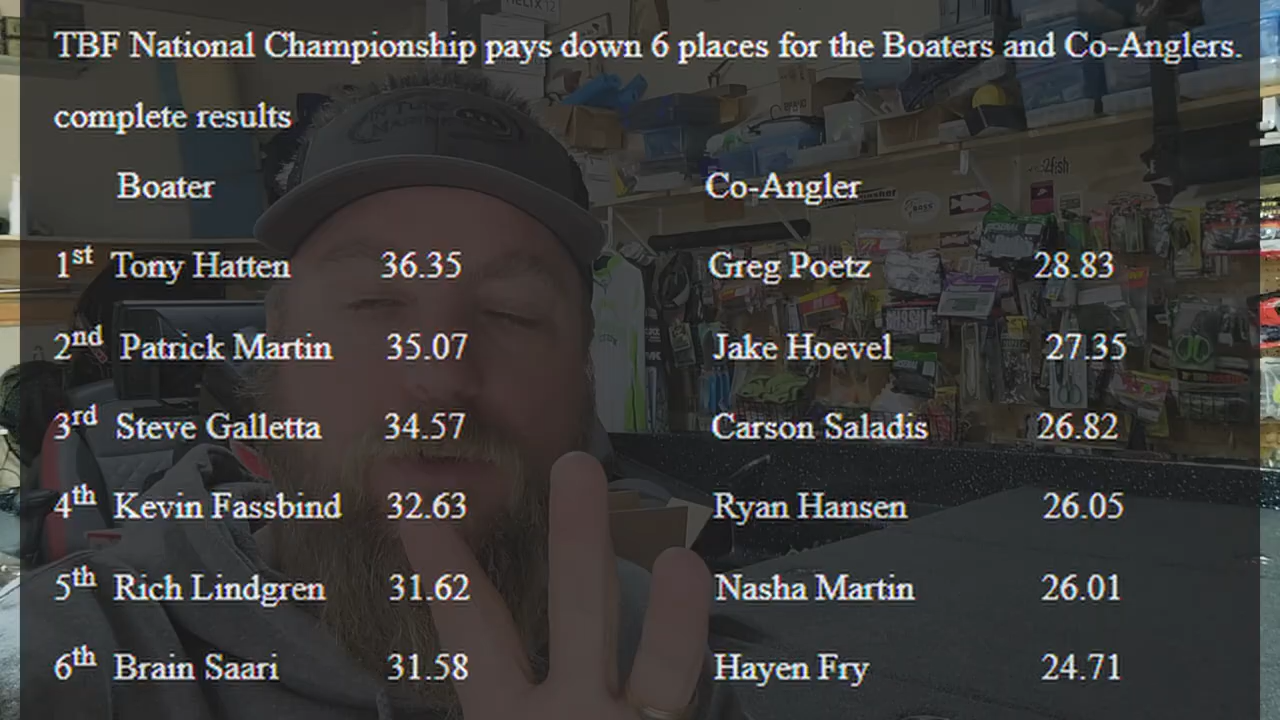 TBF National Championship pays down 6 places for the Boaters and Co-Anglers.
complete results
Boater Co-Angler
1st Tony Hatten 36.35 Greg Poetz 28.83
2nd Patrick Martin 35.07 Jake Hoevel 27.35
3rd Steve Galletta 34.57 Carson Saladis 26.82
4th Kevin Fassbind 32.63 Ryan Hansen 26.05
5th Rich Lindgren 31.62 Nasha Martin 26.01
6th Brain Saari 31.58 Hayen Fry 24.71